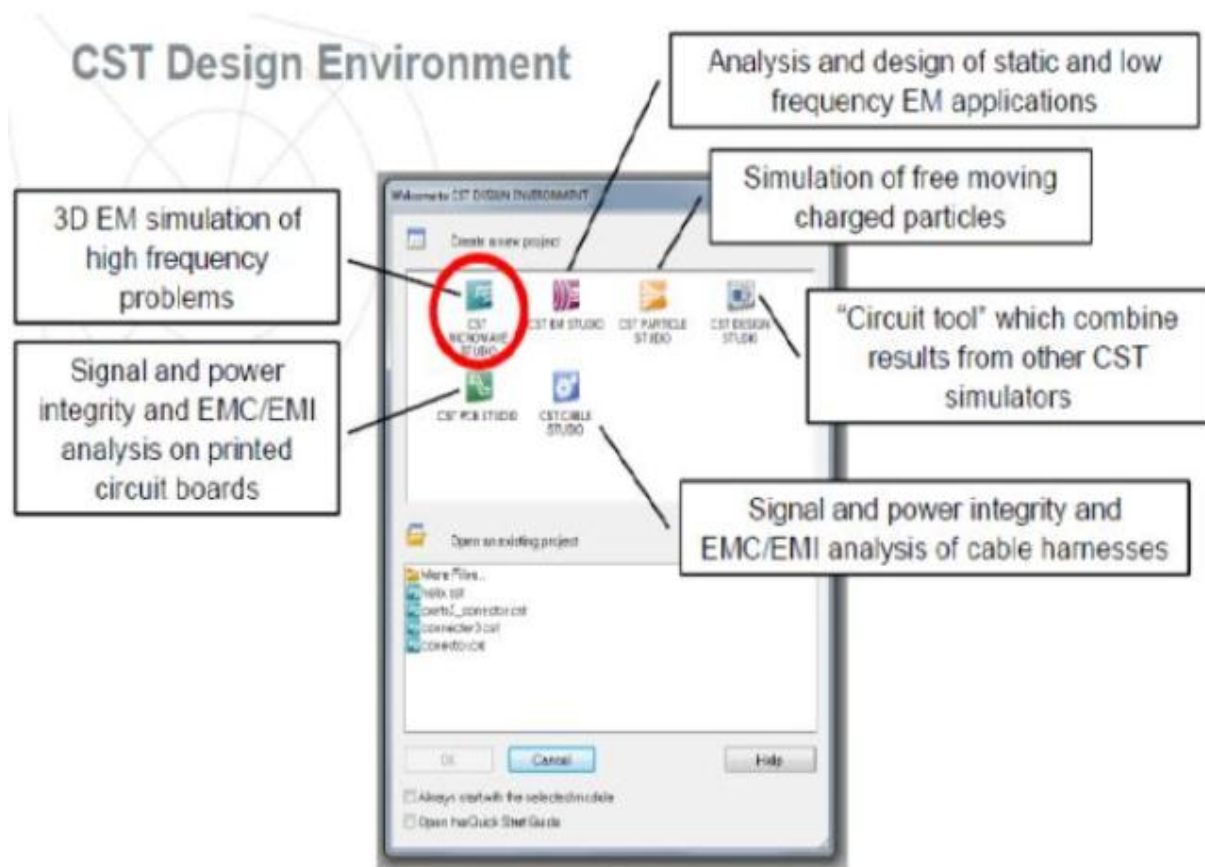 CST Design Environment
Analysis and design of static and low
frequency EM applications
Simulation of free moving
charged particles
3D EM simulation of
high frequency
problems
"Circuit tool" which combine
results from other CST
simulators
Signal and power
integrity and EMC/EMI
analysis on printed
circuit boards
Signal and power integrity and
EMC/EMI analysis of cable harnesses
Welcome to CST DESIGN ENVIRONMENT
Create a new project
CST
MICROWAVE
STUDIO
CST EM STUDIO
CST PARTICLE
STUDIO
CST DESIGN
STUDIO
CST PCB STUDIO
CST CABLE
STUDIO
Open an existing project
More Files...
helix.cst
connector3.cst
OK
Cancel
Help
Always start with the selected module
Open the Quick Start Guide